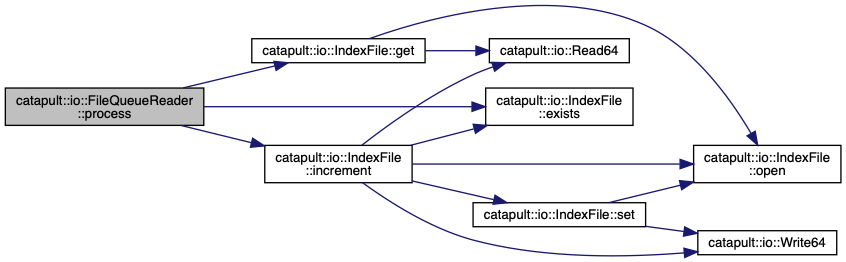 catapult::io::FileQueueReader
::process
catapult::io::IndexFile::get
catapult::io::Read64
catapult::io::IndexFile
::exists
catapult::io::IndexFile
::increment
catapult::io::IndexFile
::open
catapult::io::IndexFile::set
catapult::io::Write64